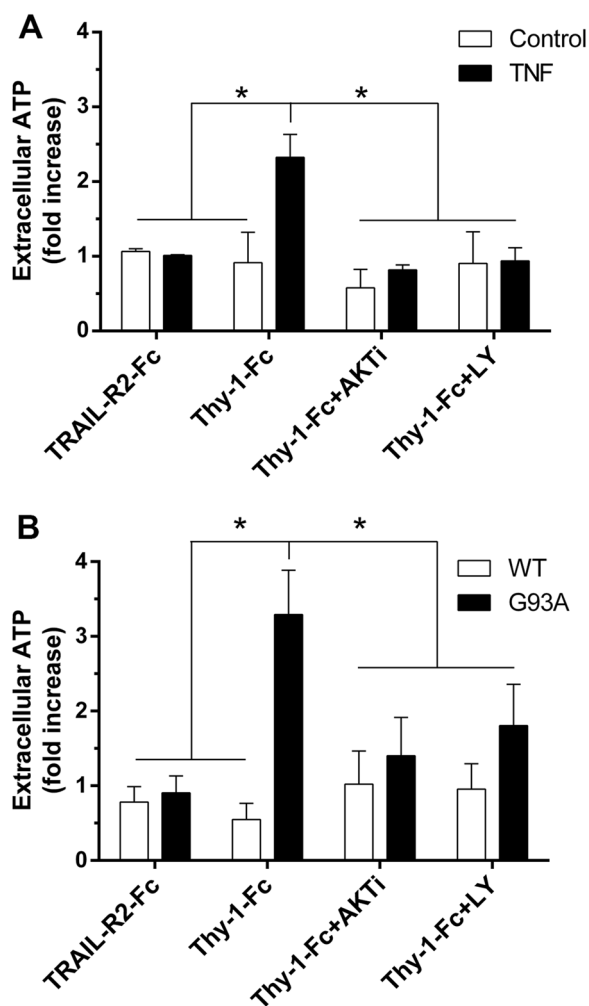 A
Control
TNF
Extracellular ATP
(fold increase)
4
3
2
1
0
*
*
TRAIL-R2-Fc
Thy-1-Fc
Thy-1-Fc+AKTi
Thy-1-Fc+LY
B
WT
G93A
Extracellular ATP
(fold increase)
4
3
2
1
0
*
*
TRAIL-R2-Fc
Thy-1-Fc
Thy-1-Fc+AKTi
Thy-1-Fc+LY